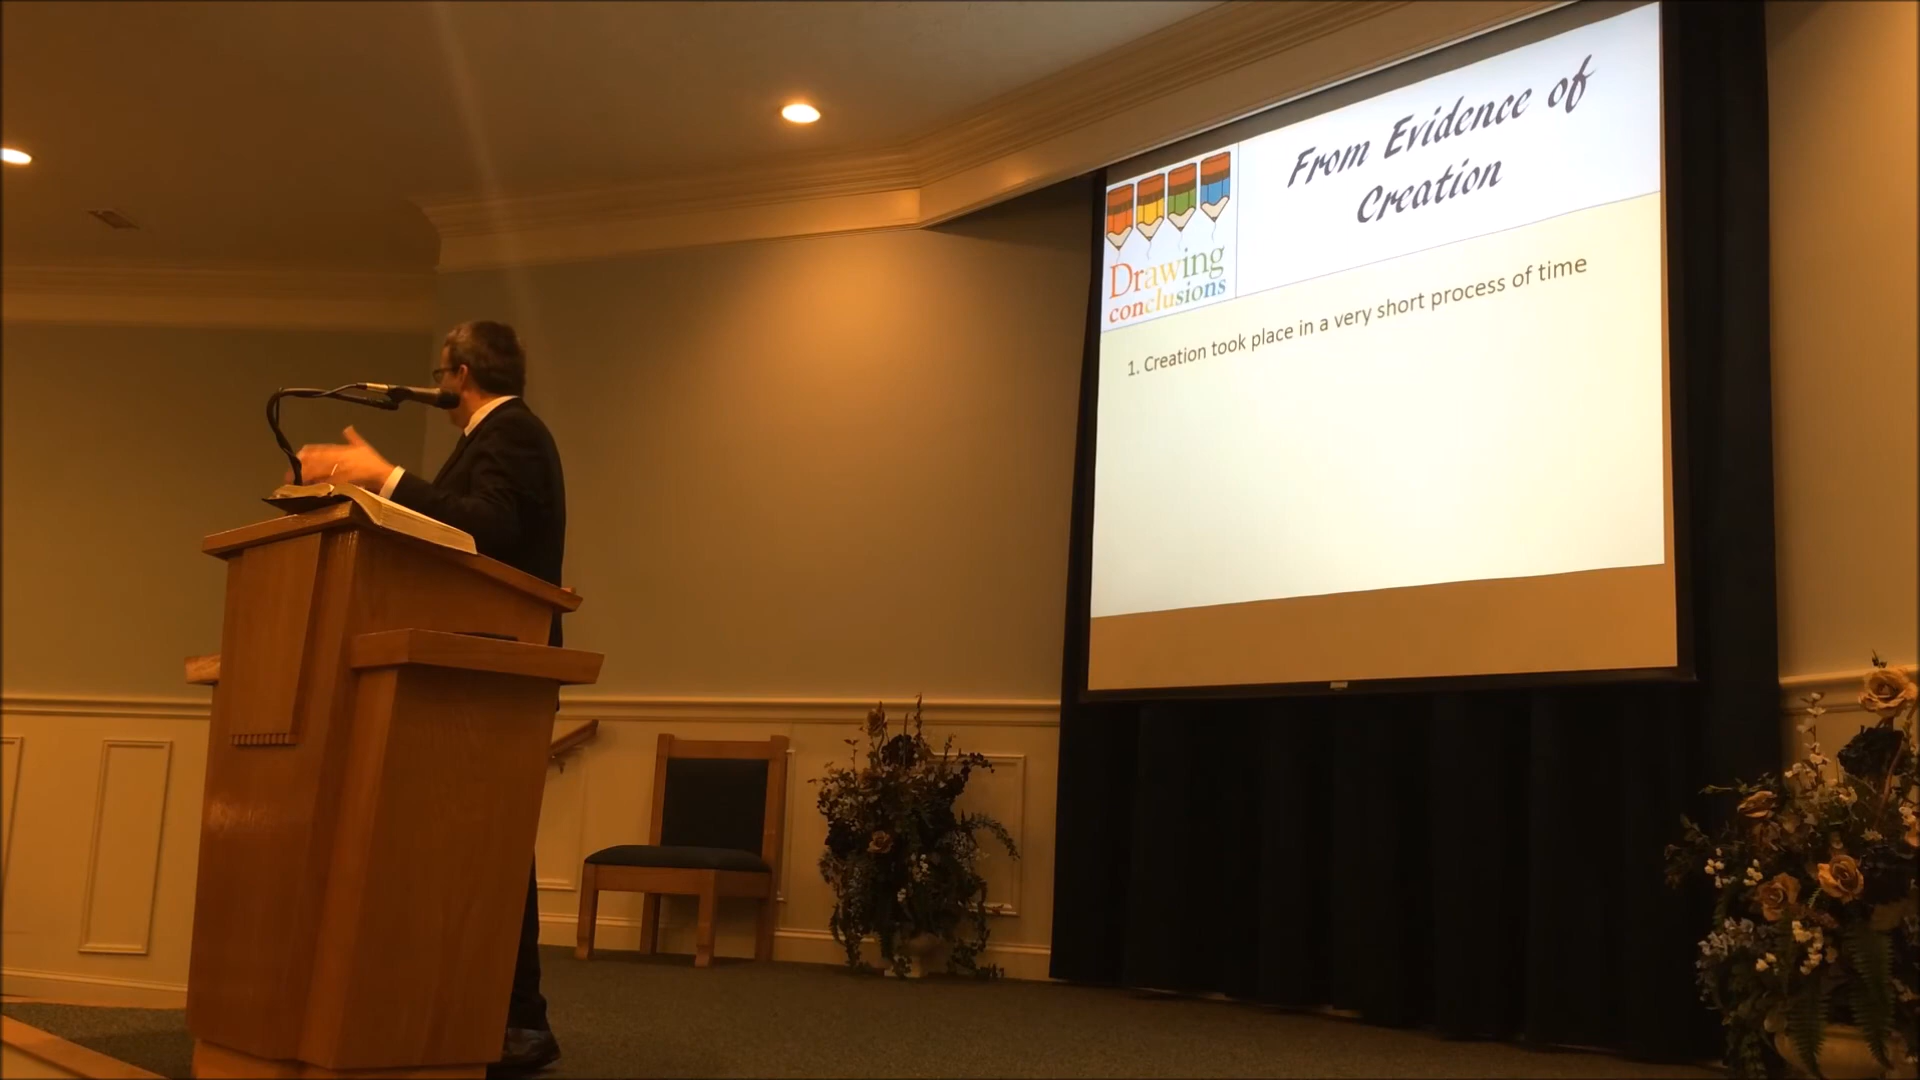 From Evidence of
Creation
Drawing
conclusions
1. Creation took place in a very short process of time